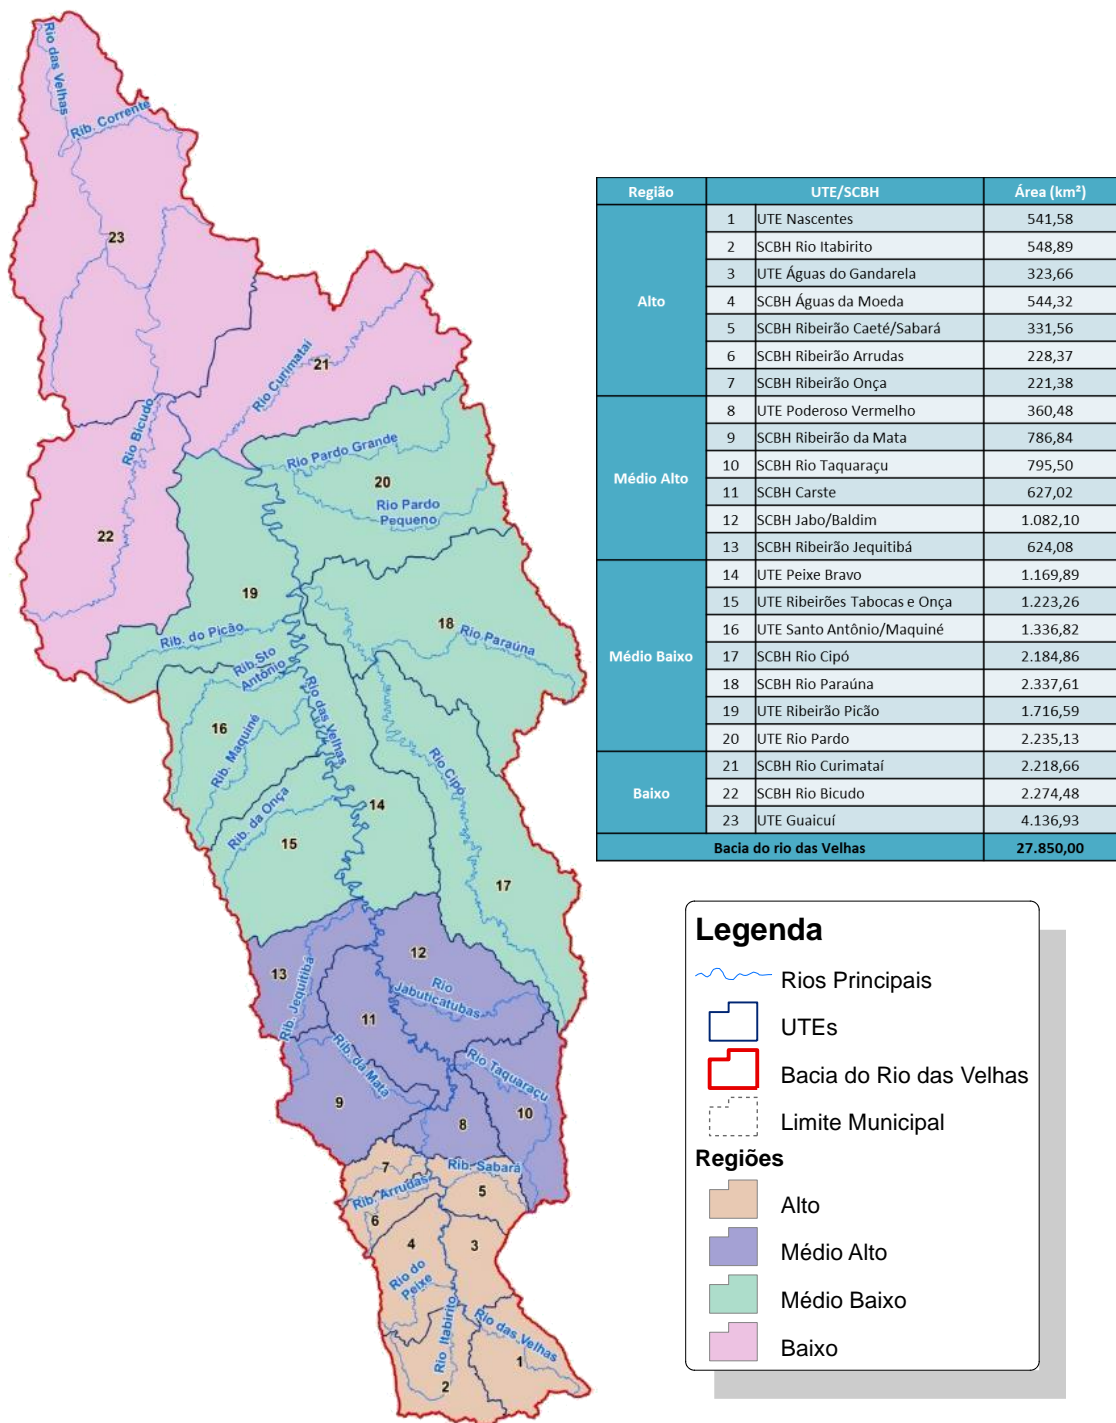 Rio das Velhas
Rib. Corrente
23
21
Rio Curimataí
Rio Bicudo
Rio Pardo Grande
20
Rio Pardo
Pequeno
22
19
18
Rib. do Picão
Rio Paraúna
Rib. Sto
Antônio
Rio das Velhas
16
Rib. Maquiné
Rio Cipó
Rib. da Onça
14
15
17
12
13
Rib. Jequitibá
Rio
Jabuticatubas
11
Rib. da Mata
Rio Taquaraçu
9
10
8
7
Rib. Sabará
Rib. Arrudas
5
6
4
3
Rio do
Peixe
Rio Itabirito
Rio das Velhas
1
2
Região UTE/SCBH Área (km²)
Alto
1 UTE Nascentes 541,58
2 SCBH Rio Itabirito 548,89
3 UTE Águas do Gandarela 323,66
4 SCBH Águas da Moeda 544,32
5 SCBH Ribeirão Caeté/Sabará 331,56
6 SCBH Ribeirão Arrudas 228,37
7 SCBH Ribeirão Onça 221,38
Médio Alto
8 UTE Poderoso Vermelho 360,48
9 SCBH Ribeirão da Mata 786,84
10 SCBH Rio Taquaraçu 795,50
11 SCBH Carste 627,02
12 SCBH Jabo/Baldim 1.082,10
13 SCBH Ribeirão Jequitibá 624,08
Médio Baixo
14 UTE Peixe Bravo 1.169,89
15 UTE Ribeirões Tabocas e Onça 1.223,26
16 UTE Santo Antônio/Maquiné 1.336,82
17 SCBH Rio Cipó 2.184,86
18 SCBH Rio Paraúna 2.337,61
19 UTE Ribeirão Picão 1.716,59
20 UTE Rio Pardo 2.235,13
Baixo
21 SCBH Rio Curimataí 2.218,66
22 SCBH Rio Bicudo 2.274,48
23 UTE Guaicuí 4.136,93
Bacia do rio das Velhas 27.850,00
Legenda
Rios Principais
UTEs
Bacia do Rio das Velhas
Limite Municipal
Regiões
Alto
Médio Alto
Médio Baixo
Baixo